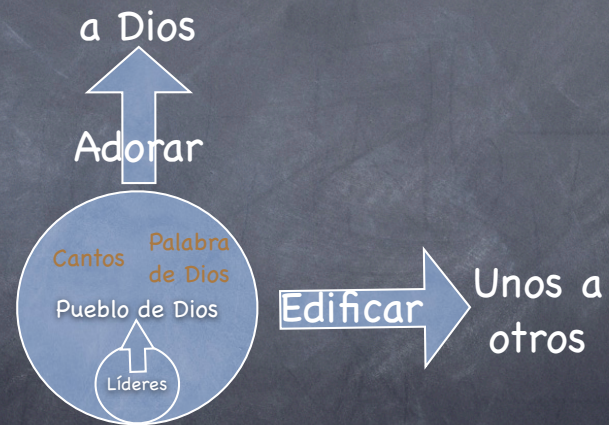 a Dios
Adorar
Cantos
Palabra
de Dios
Pueblo de Dios
Líderes
Edificar
Unos a
otros